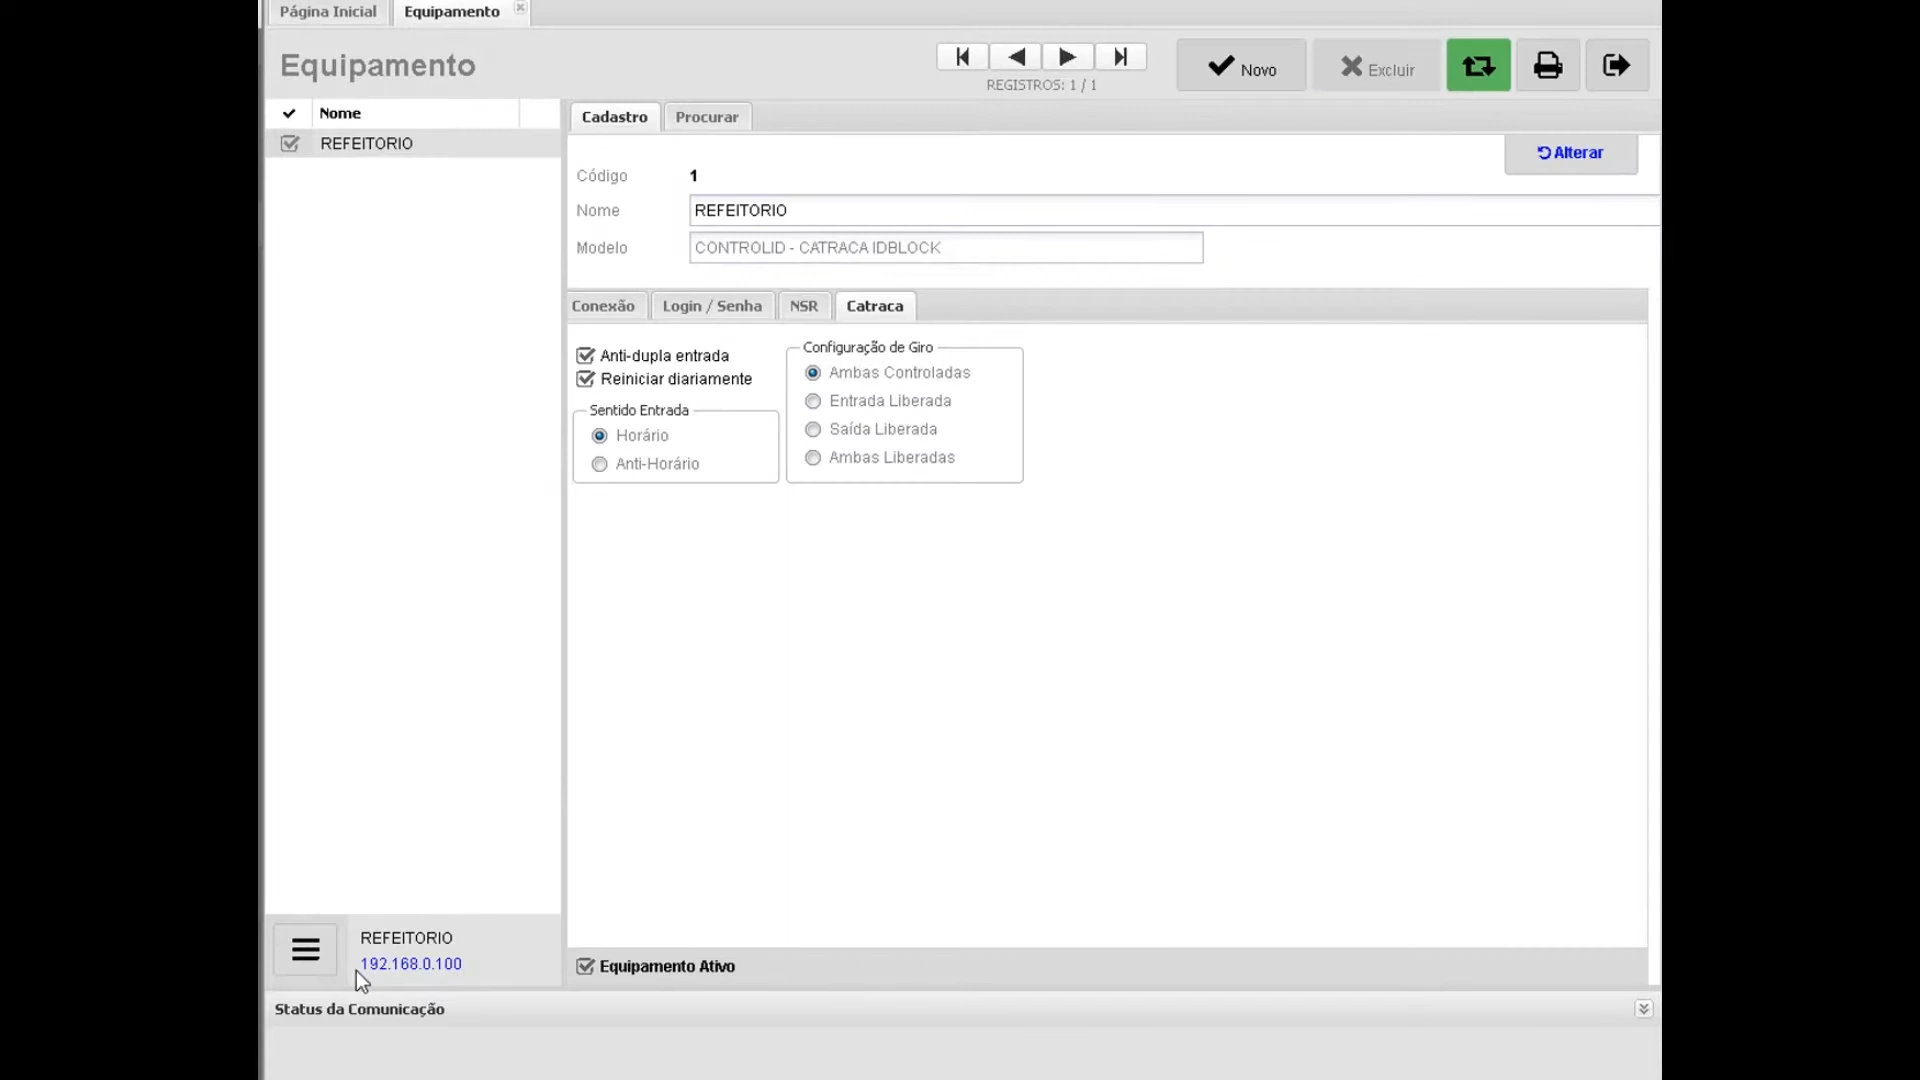 Página Inicial
Equipamento
Equipamento
REGISTROS: 1 / 1
Novo
Excluir
Nome
REFEITORIO
Cadastro
Procurar
Alterar
Código 1
Nome REFEITORIO
Modelo CONTROLID - CATRACA IDBLOCK
Conexão
Login / Senha
NSR
Catraca
Anti-dupla entrada
Reiniciar diariamente
Sentido Entrada
Horário
Anti-Horário
Configuração de Giro
Ambas Controladas
Entrada Liberada
Saída Liberada
Ambas Liberadas
REFEITORIO
192.168.0.100
Equipamento Ativo
Status da Comunicação